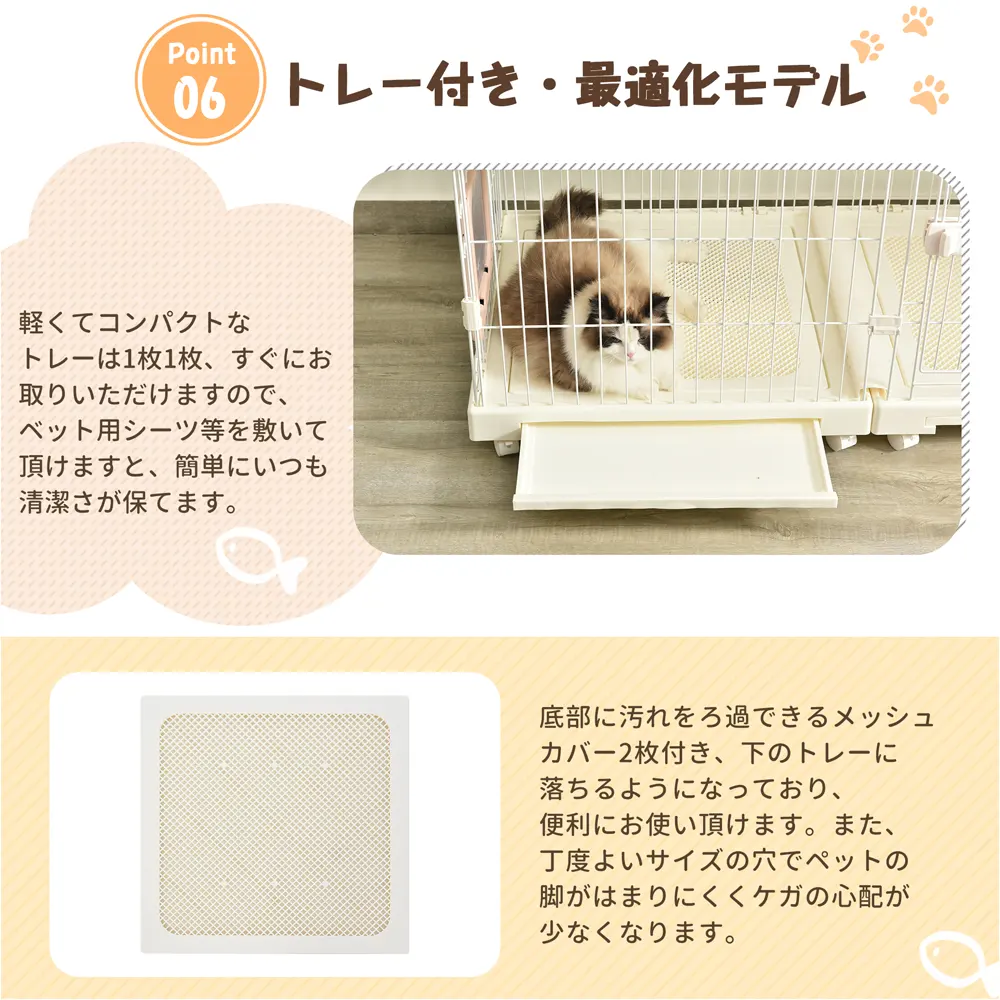 Point
06
トレー付き・最適化モデル
軽くてコンパクトな
トレーは1枚1枚、すぐにお
取りいただけますので、
ベット用シーツ等を敷いて
頂けますと、簡単にいつも
清潔さが保てます。
底部に汚れをろ過できるメッシュ
カバー2枚付き、下のトレーに
落ちるようになっており、
便利にお使い頂けます。また、
丁度よいサイズの穴でペットの
脚がはまりにくくケガの心配が
少なくなります。